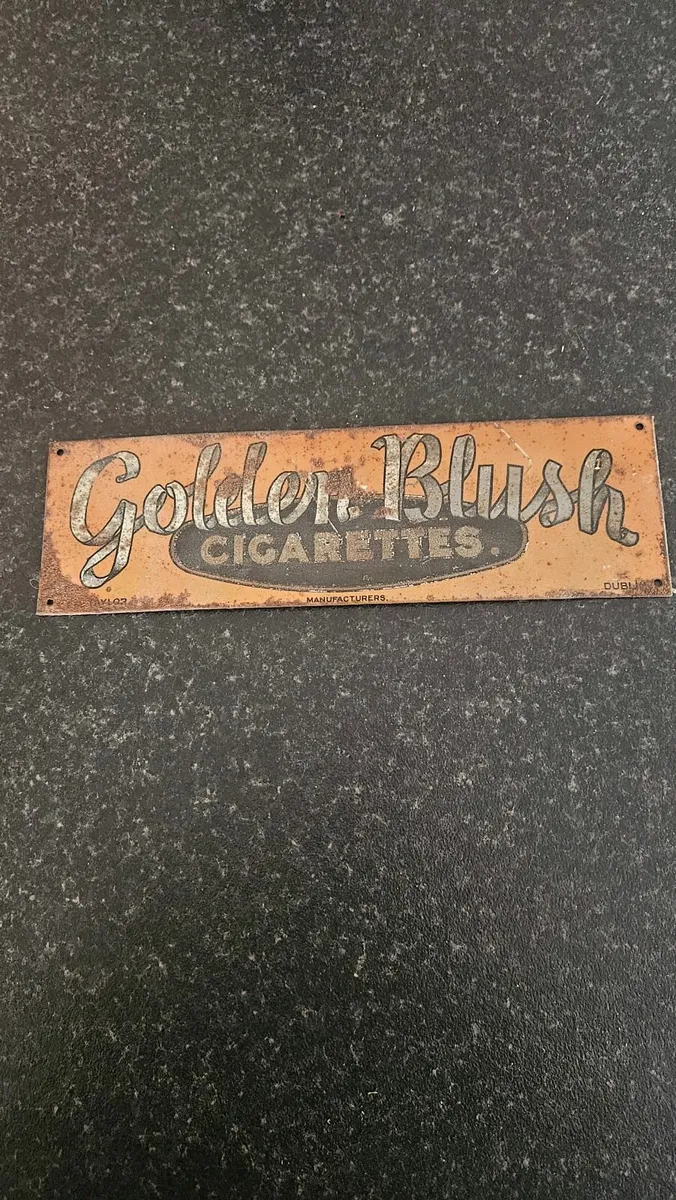 Golden Blush
CIGARETTES.
MANUFACTURERS.